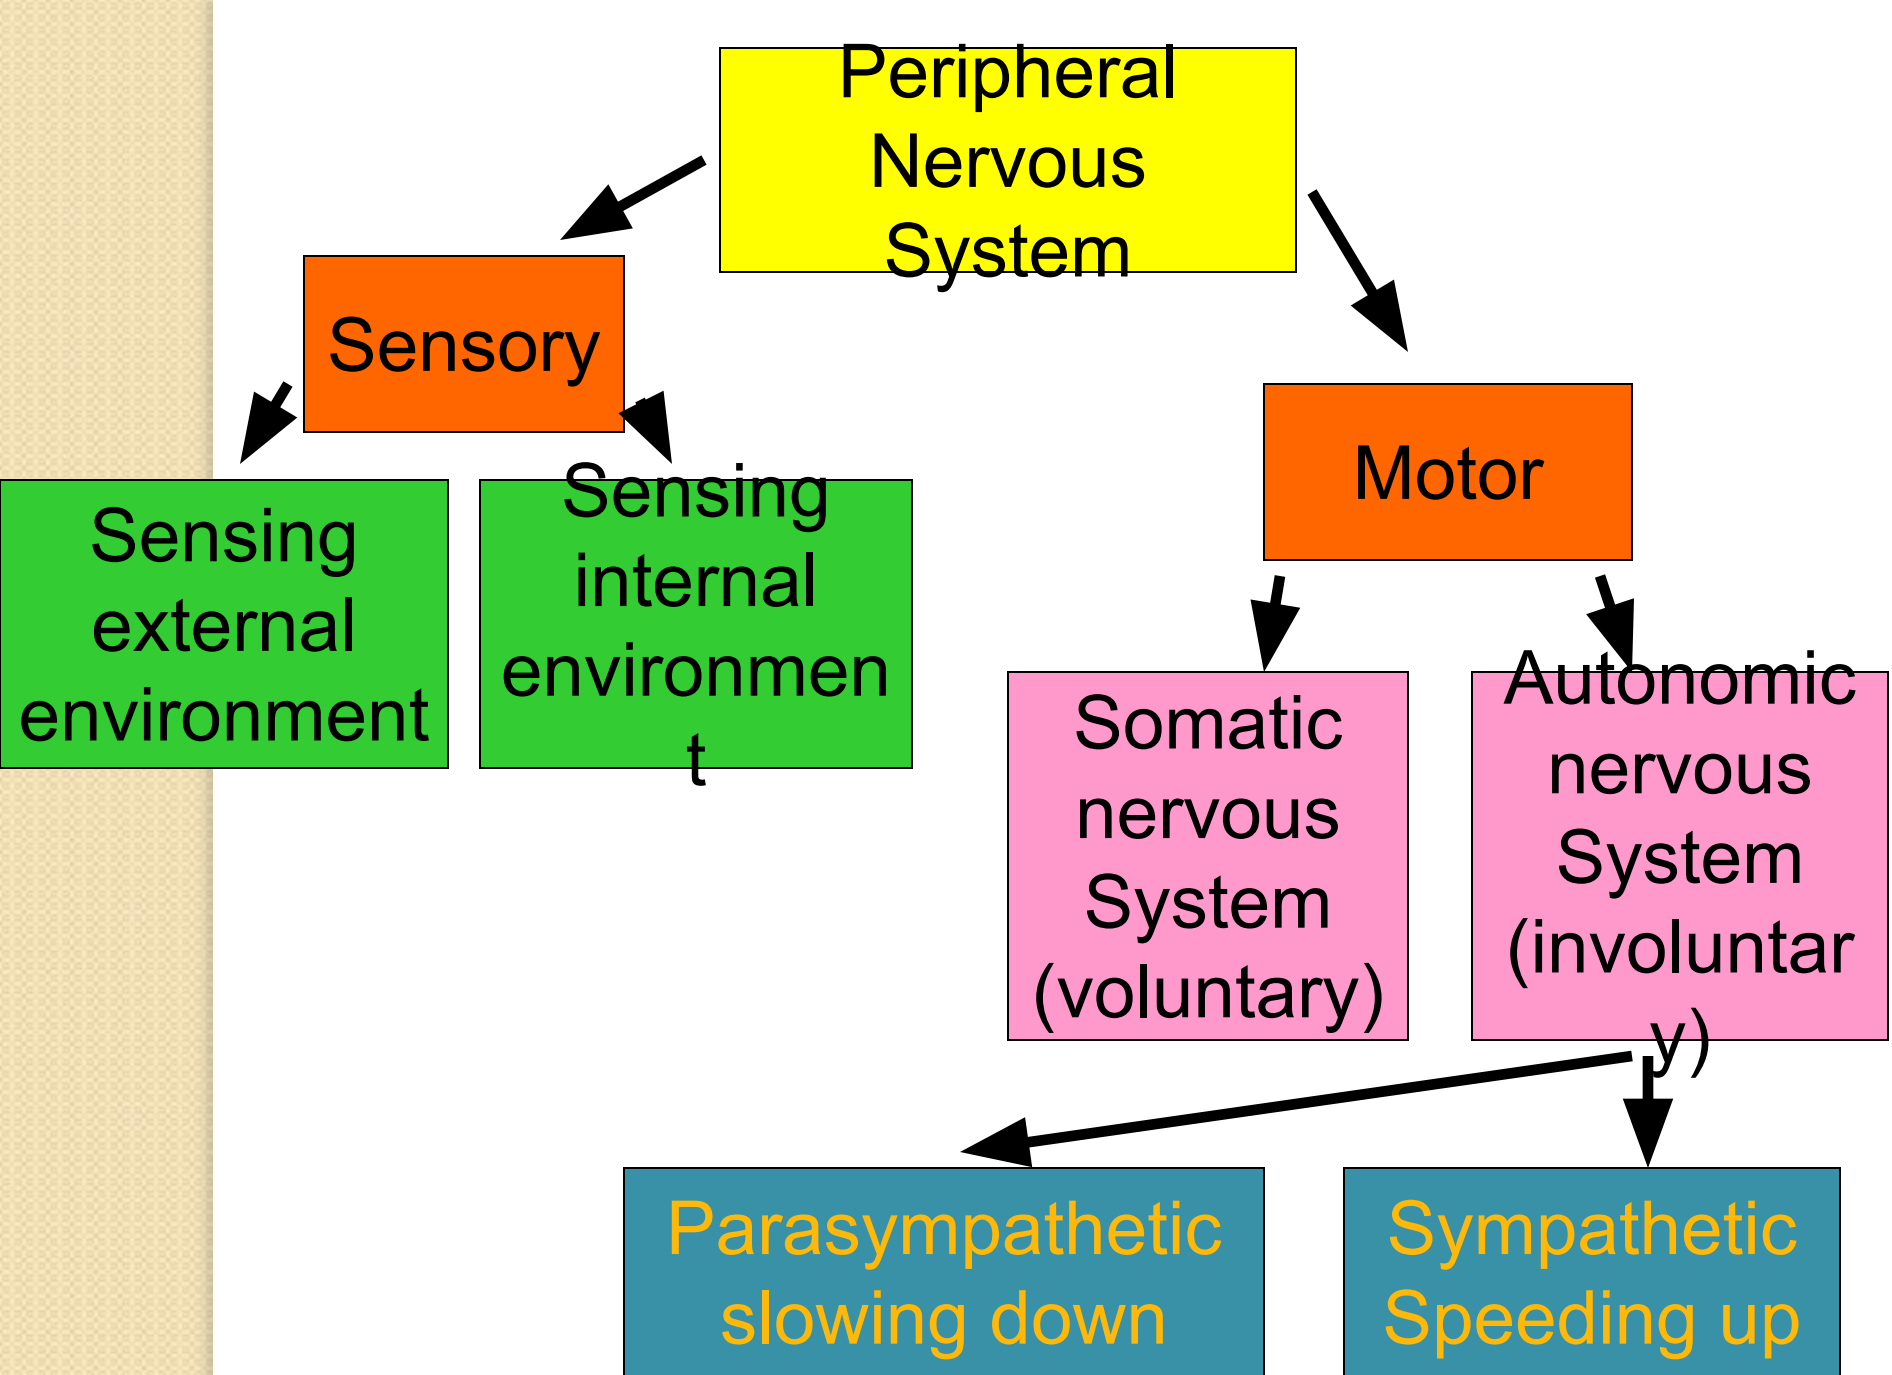 Peripheral
Nervous
System
Sensory
Motor
Sensing
external
environment
Sensing
internal
environmen
t
Somatic
nervous
System
(voluntary)
Autonomic
nervous
System
(involuntar
y)
Parasympathetic
slowing down
Sympathetic
Speeding up